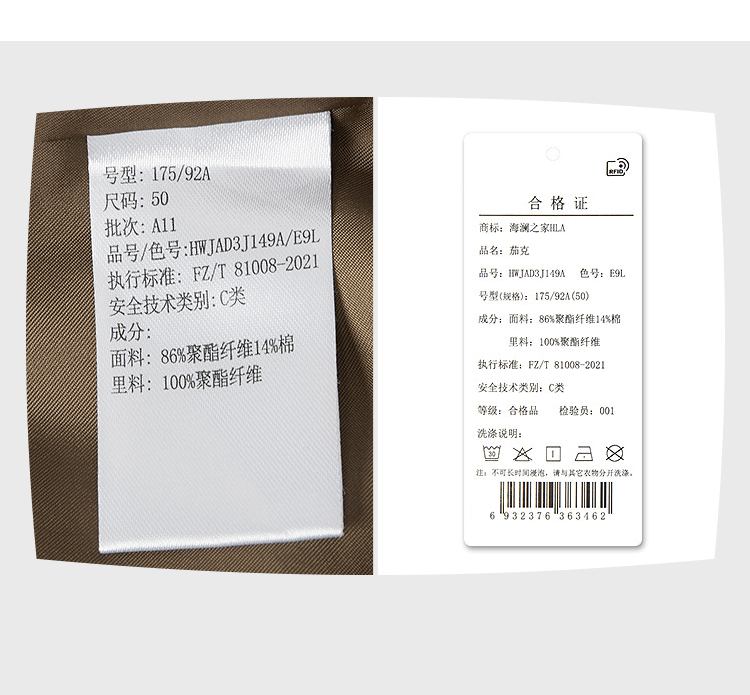 号型: 175/92A
尺码: 50
批次: A11
品号/色号:HWJAD3J149A/E9L
执行标准: FZ/T 81008-2021
安全技术类别:C类
成分:
面料: 86%聚酯纤维14%棉
里料: 100%聚酯纤维
RFID
合格证
商标: 海澜之家HLA
品名: 茄克
品号: HWJAD3J149A 色号: E9L
号型(规格): 175/92A(50)
成分: 面料: 86%聚酯纤维14%棉
里料: 100%聚酯纤维
执行标准: FZ/T 81008-2021
安全技术类别: C类
等级: 合格品 检验员: 001
洗涤说明:
30
注: 不可长时间浸泡, 请与其它衣物分开洗涤。
6 932376 363462